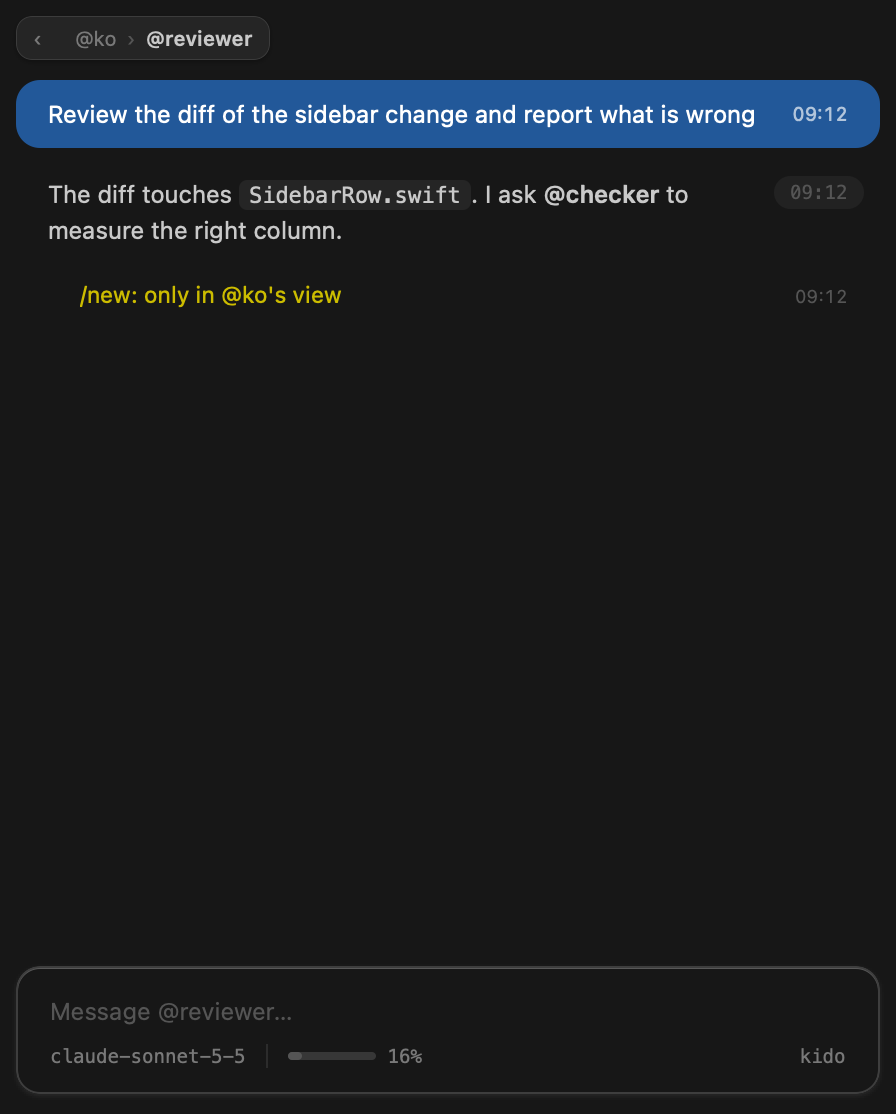 ‹ @ko › @reviewer
Review the diff of the sidebar change and report what is wrong 09:12
The diff touches SidebarRow.swift. I ask @checker to 09:12
measure the right column.
/new: only in @ko's view 09:12
Message @reviewer...
claude-sonnet-5-5 16% kido